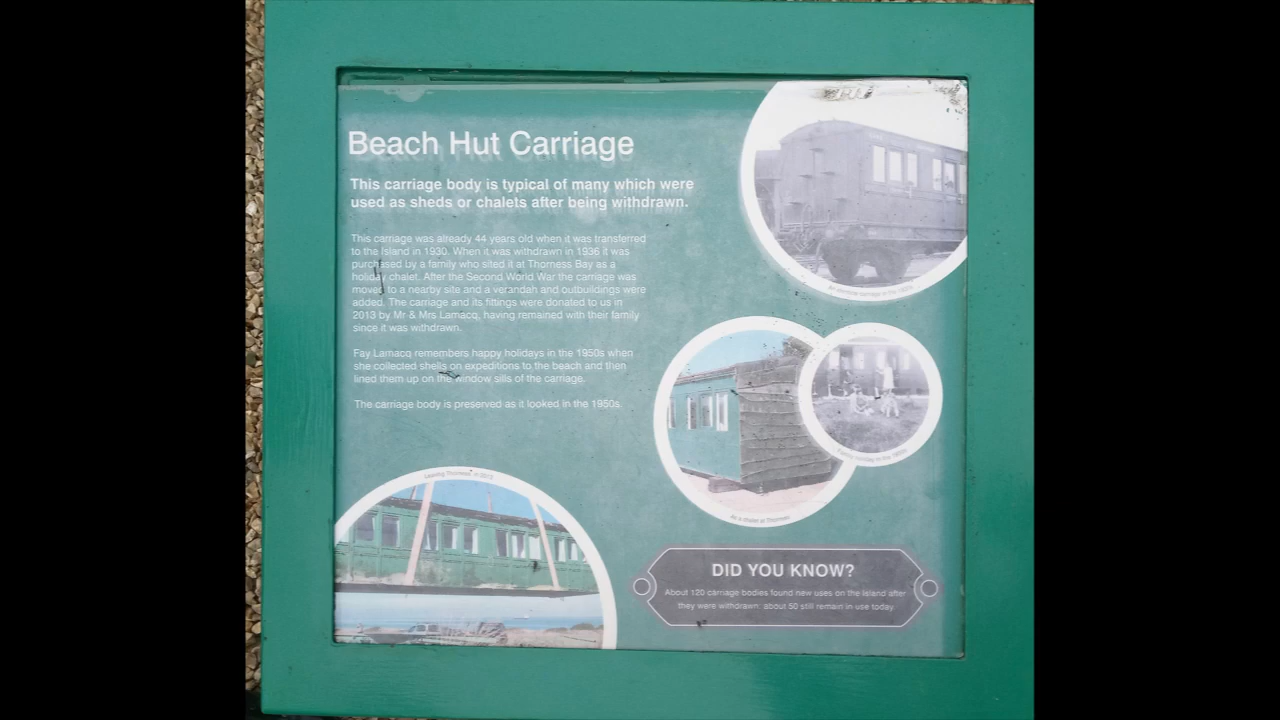 Beach Hut Carriage
This carriage body is typical of many which were
used as sheds or chalets after being withdrawn.
This carriage was already 44 years old when it was transferred
to the Island in 1930. When it was withdrawn in 1936 it was
purchased by a family who sited it at Thorness Bay as a
holiday chalet. After the Second World War the carriage was
moved to a nearby site and a verandah and outbuildings were
added. The carriage and its fittings were donated to us in
2013 by Mr & Mrs Lamacq, having remained with their family
since it was withdrawn.
Fay Lamacq remembers happy holidays in the 1950s when
she collected shells on expeditions to the beach and then
lined them up on the window sills of the carriage.
The carriage body is preserved as it looked in the 1950s.
carriage in the
As a chalet at Thorness
Family holiday in the
Leaving Thorness in 2013
DID YOU KNOW?
About 120 carriage bodies found new uses on the Island after
they were withdrawn: about 50 still remain in use today.